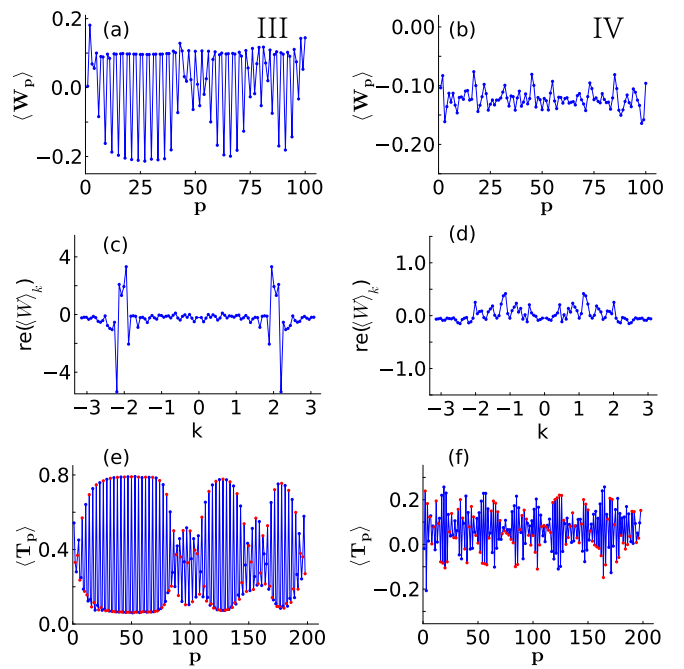 (a) III
⟨W_p⟩
0.2
0.0
−0.2
0 25 50 75 100
p
(b) IV
⟨W_p⟩
0.00
−0.10
−0.20
0 25 50 75 100
p
(c)
re(⟨W⟩_k)
4
0
−4
−3 −2 −1 0 1 2 3
k
(d)
re(⟨W⟩_k)
1.0
0.0
−1.0
−3 −2 −1 0 1 2 3
k
(e)
⟨T_p⟩
0.8
0.4
0.0
0 50 100 150 200
p
(f)
⟨T_p⟩
0.2
0.0
−0.2
0 50 100 150 200
p